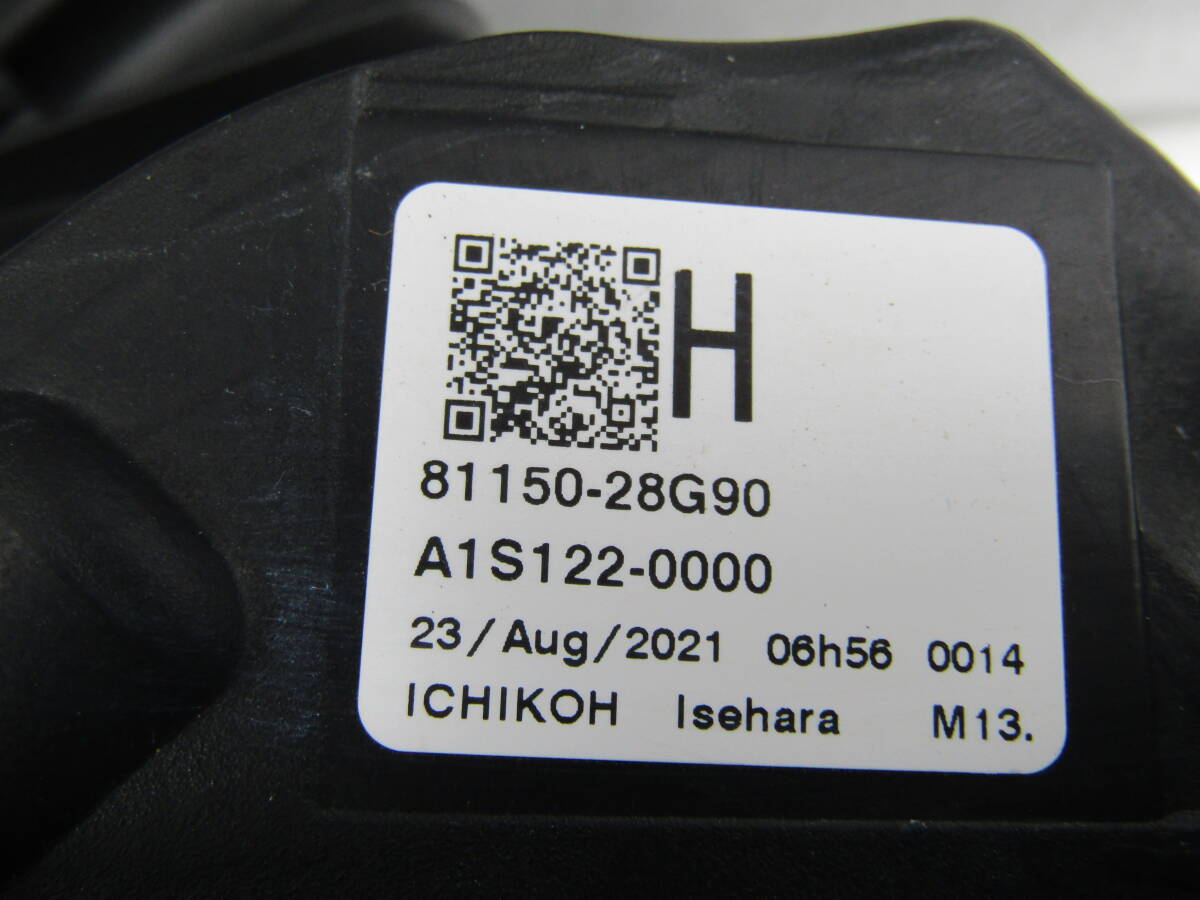 H
81150-28G90
A1S122-0000
23/Aug/2021 06h56 0014
ICHIKOH Isehara M13.